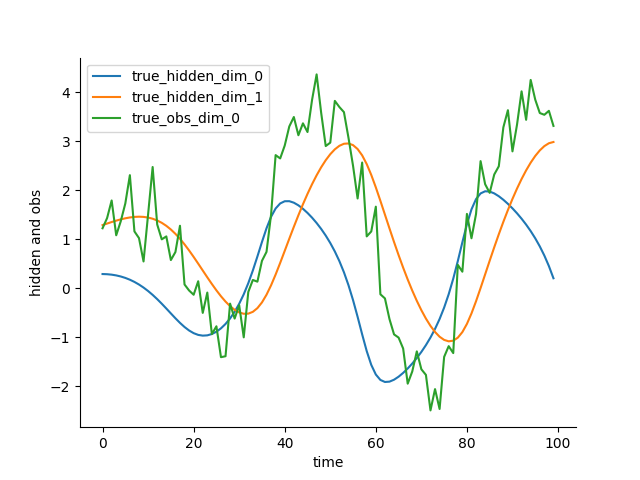 true_hidden_dim_0
true_hidden_dim_1
true_obs_dim_0
hidden and obs
4
3
2
1
0
−1
−2
0 20 40 60 80 100
time